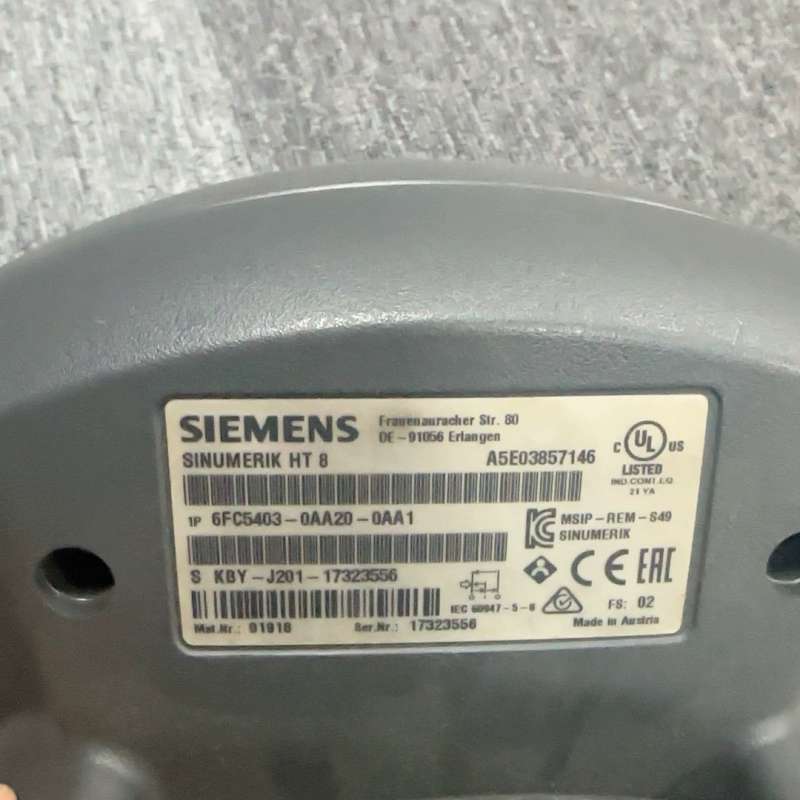 SIEMENS
Frauenauracher Str. 80
DE-91056 Erlangen
SINUMERIK HT 8
A5E03857146
C UL US
LISTED
IND.CONT.EQ
21 YA
1P 6FC5403-0AA20-0AA1
MSIP-REM-S49
SINUMERIK
S KBY-J201-17323556
IEC 60947-5-8
CE EAC
FS: 02
Mat.Nr.: 01918
Ser.Nr.: 17323556
Made in Austria